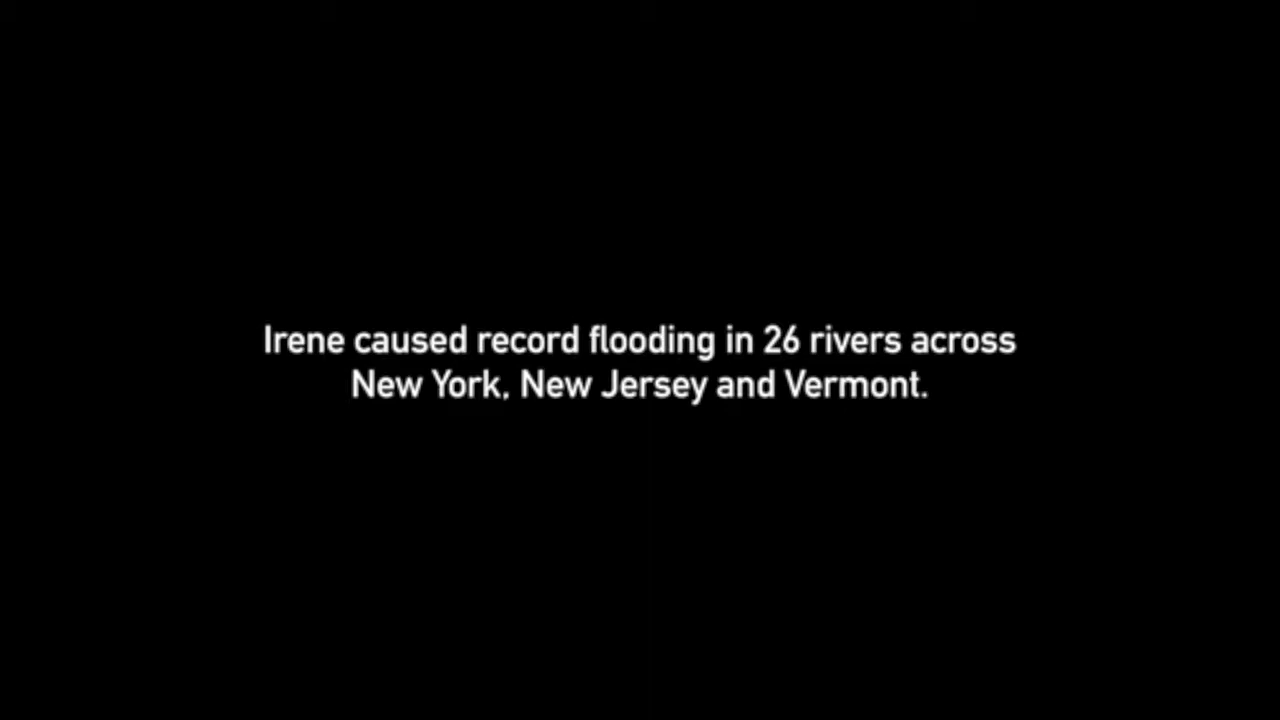 Irene caused record flooding in 26 rivers across
New York, New Jersey and Vermont.